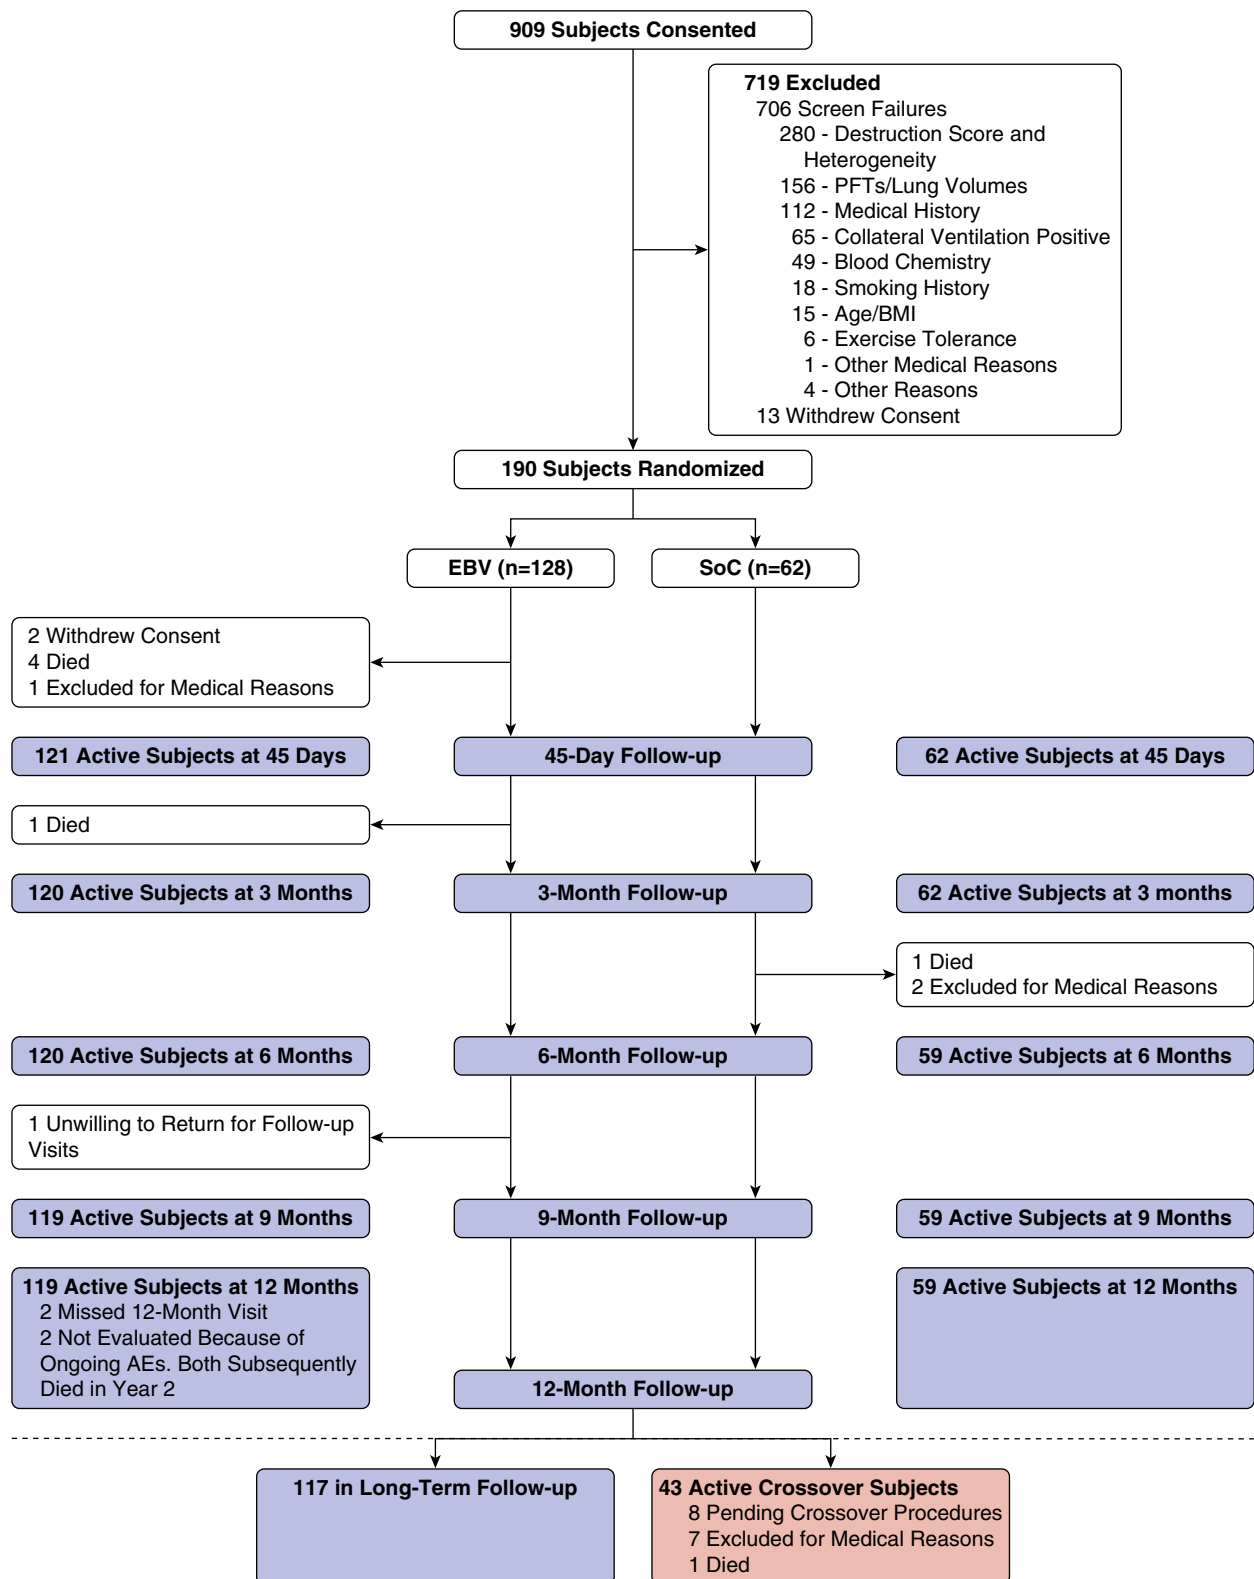 909 Subjects Consented
719 Excluded
706 Screen Failures
280 - Destruction Score and
Heterogeneity
156 - PFTs/Lung Volumes
112 - Medical History
65 - Collateral Ventilation Positive
49 - Blood Chemistry
18 - Smoking History
15 - Age/BMI
6 - Exercise Tolerance
1 - Other Medical Reasons
4 - Other Reasons
13 Withdrew Consent
190 Subjects Randomized
EBV (n=128)
SoC (n=62)
2 Withdrew Consent
4 Died
1 Excluded for Medical Reasons
121 Active Subjects at 45 Days
45-Day Follow-up
62 Active Subjects at 45 Days
1 Died
120 Active Subjects at 3 Months
3-Month Follow-up
62 Active Subjects at 3 months
1 Died
2 Excluded for Medical Reasons
120 Active Subjects at 6 Months
6-Month Follow-up
59 Active Subjects at 6 Months
1 Unwilling to Return for Follow-up
Visits
119 Active Subjects at 9 Months
9-Month Follow-up
59 Active Subjects at 9 Months
119 Active Subjects at 12 Months
2 Missed 12-Month Visit
2 Not Evaluated Because of
Ongoing AEs. Both Subsequently
Died in Year 2
59 Active Subjects at 12 Months
12-Month Follow-up
117 in Long-Term Follow-up
43 Active Crossover Subjects
8 Pending Crossover Procedures
7 Excluded for Medical Reasons
1 Died